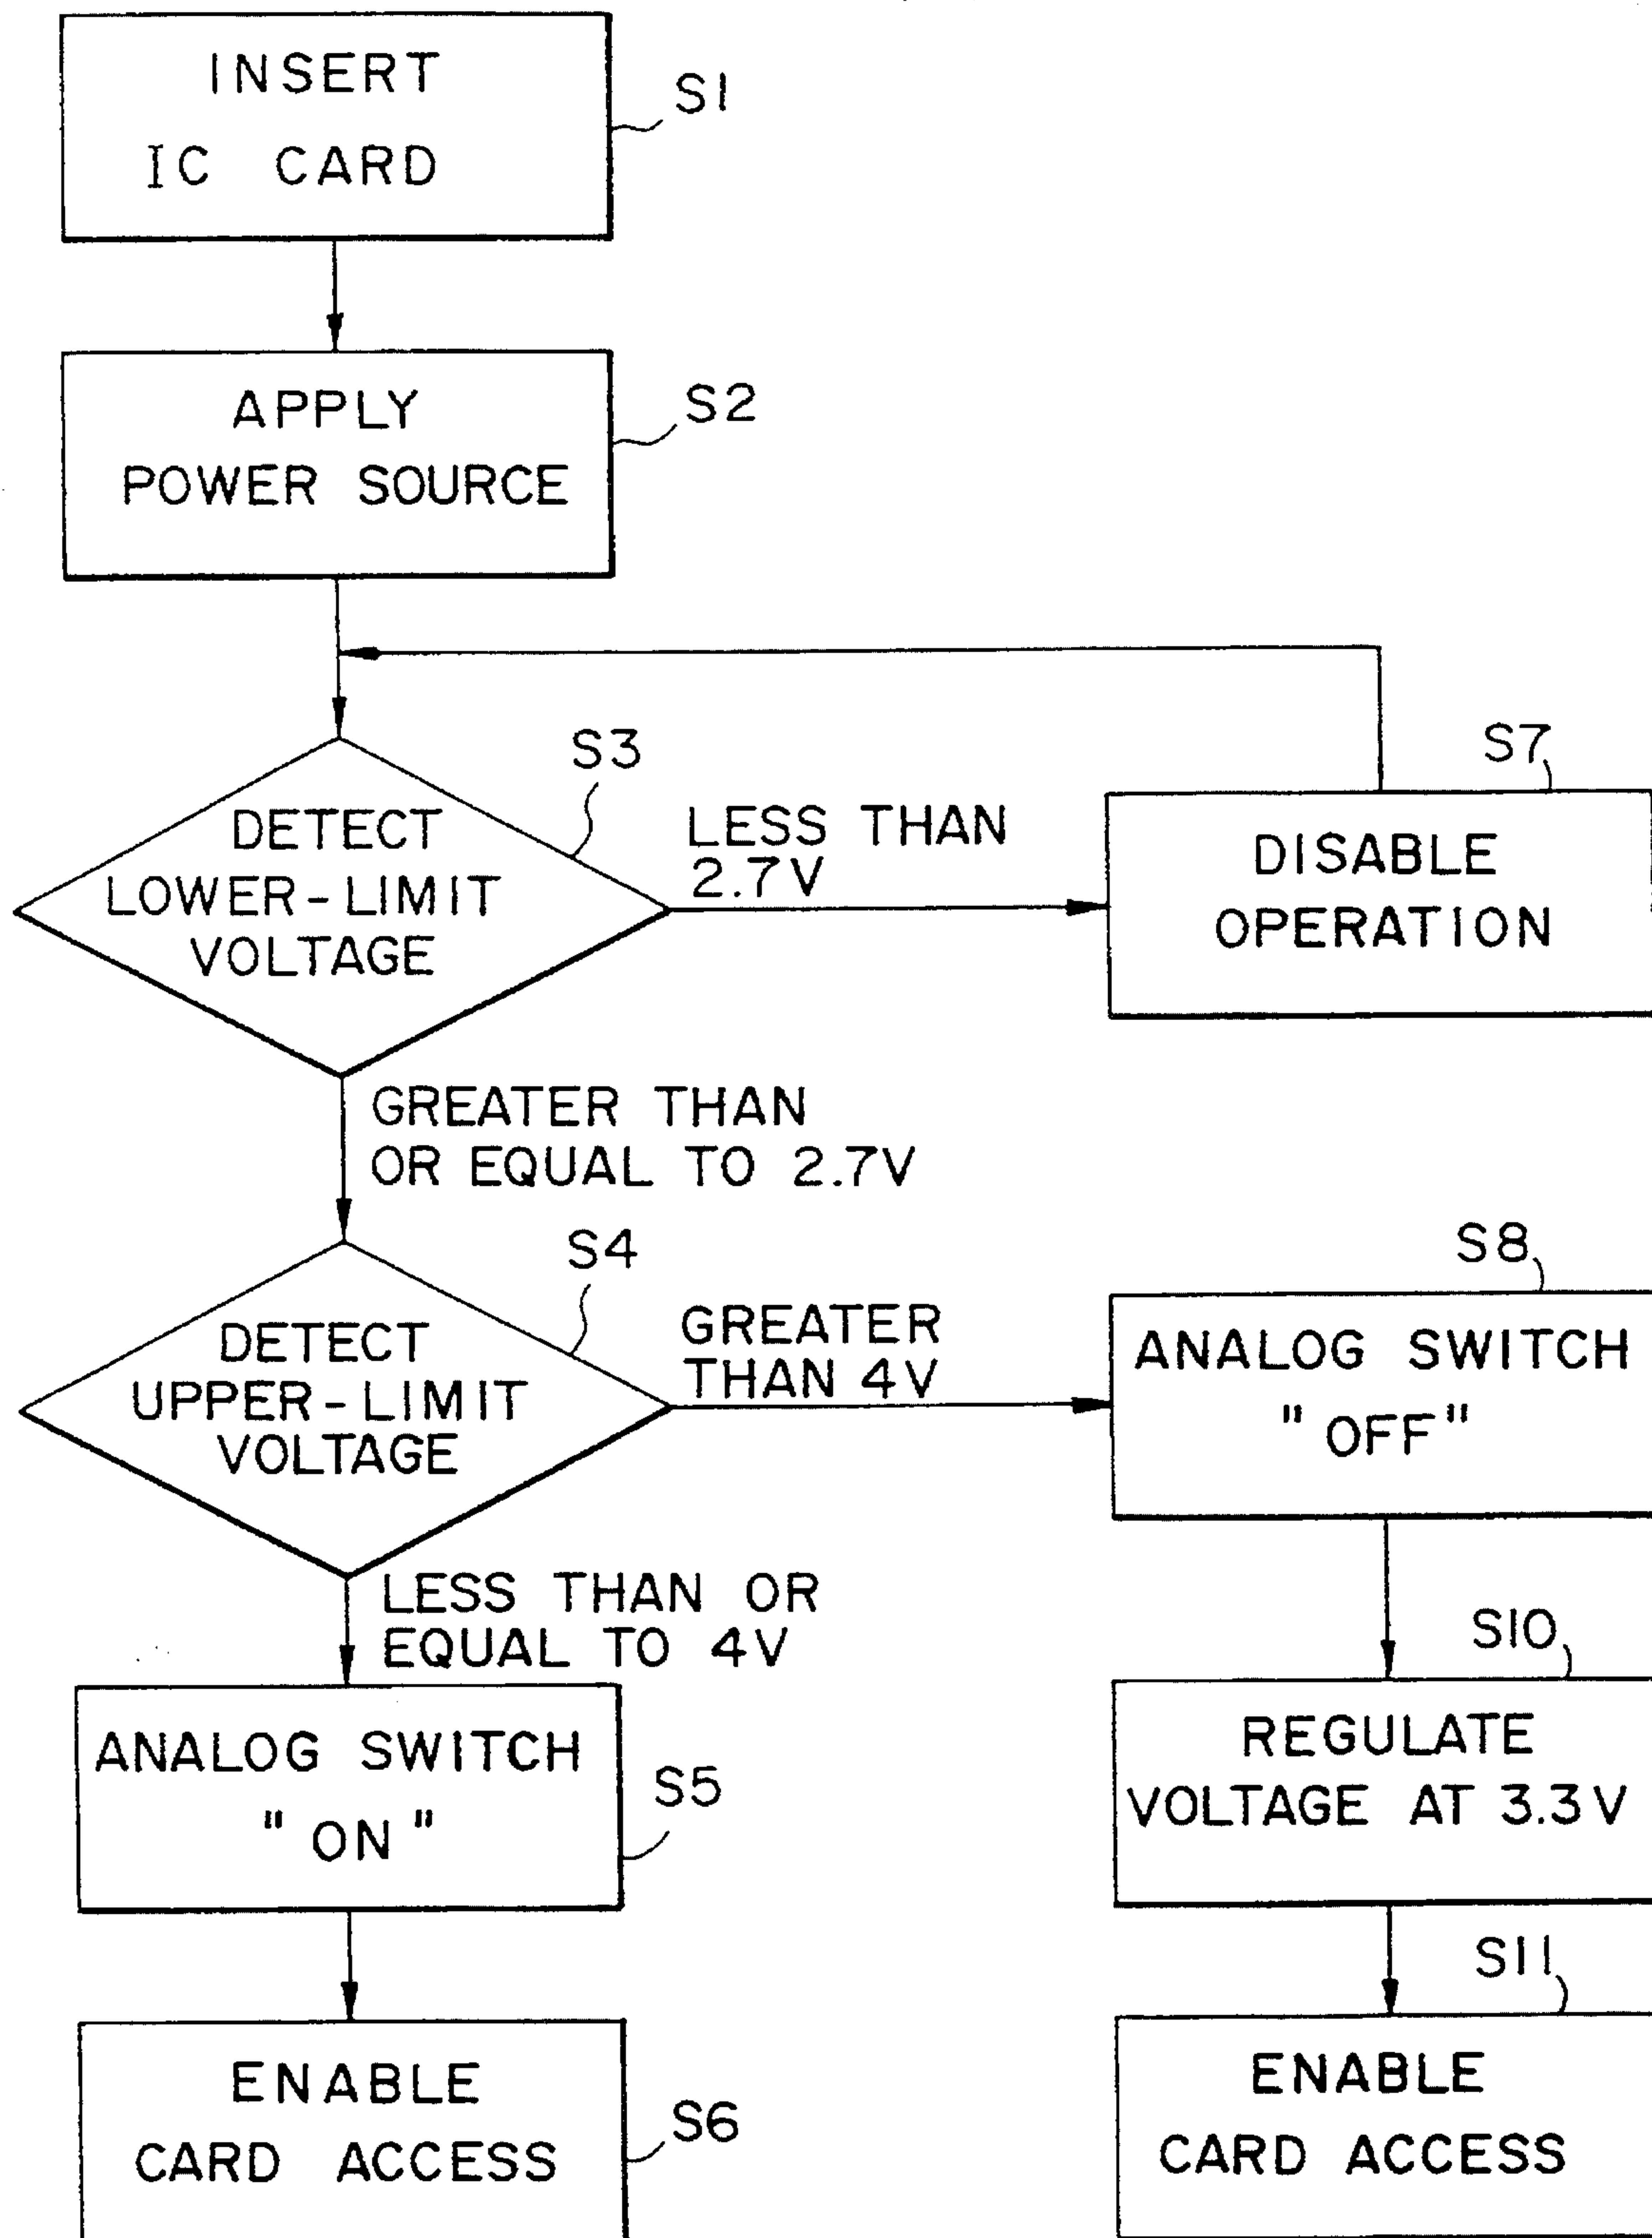 INSERT
IC CARD
S1
APPLY
POWER SOURCE
S2
DETECT
LOWER-LIMIT
VOLTAGE
S3
LESS THAN
2.7V
S7
DISABLE
OPERATION
GREATER THAN
OR EQUAL TO 2.7V
DETECT
UPPER-LIMIT
VOLTAGE
S4
GREATER
THAN 4V
S8
ANALOG SWITCH
"OFF"
LESS THAN OR
EQUAL TO 4V
ANALOG SWITCH
"ON"
S5
S10
REGULATE
VOLTAGE AT 3.3V
ENABLE
CARD ACCESS
S6
S11
ENABLE
CARD ACCESS